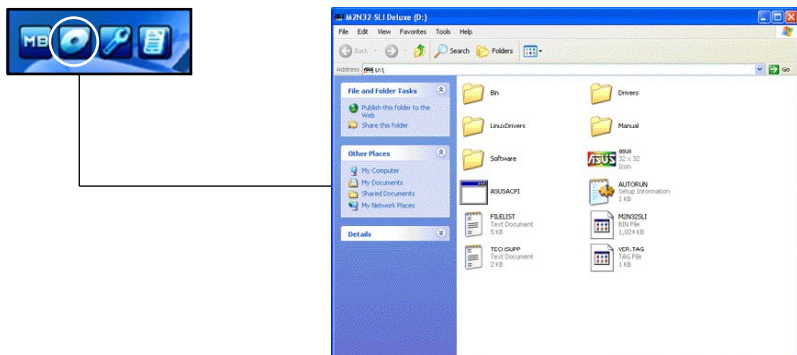 MB
M2N32-SLI Deluxe (D:)
File Edit View Favorites Tools Help
Back Search Folders
Address D:\ Go
File and Folder Tasks
Publish this folder to the
Web
Share this folder
Other Places
My Computer
My Documents
Shared Documents
My Network Places
Details
Bin
Drivers
LinuxDrivers
Manual
Software
asus
32 x 32
Icon
ASUSACPI
AUTORUN
Setup Information
1 KB
FILELIST
Text Document
5 KB
M2N32SLI
BIN File
1,024 KB
TECHSUPP
Text Document
2 KB
VER.TAG
TAG File
1 KB